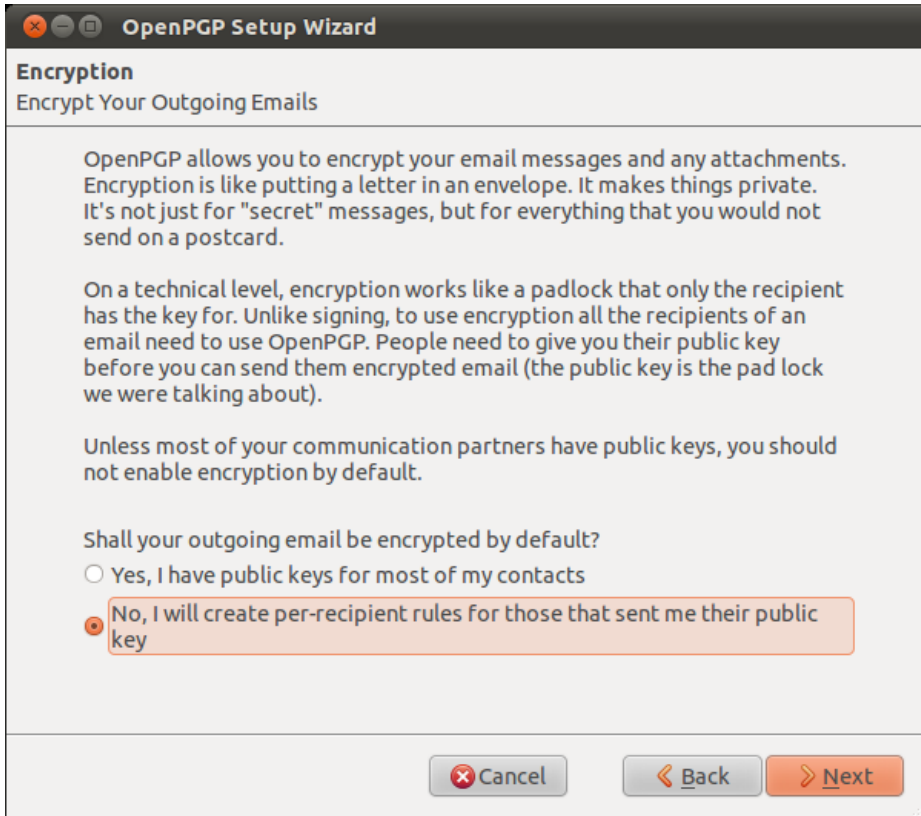 OpenPGP Setup Wizard
Encryption
Encrypt Your Outgoing Emails
OpenPGP allows you to encrypt your email messages and any attachments.
Encryption is like putting a letter in an envelope. It makes things private.
It's not just for "secret" messages, but for everything that you would not
send on a postcard.
On a technical level, encryption works like a padlock that only the recipient
has the key for. Unlike signing, to use encryption all the recipients of an
email need to use OpenPGP. People need to give you their public key
before you can send them encrypted email (the public key is the pad lock
we were talking about).
Unless most of your communication partners have public keys, you should
not enable encryption by default.
Shall your outgoing email be encrypted by default?
Yes, I have public keys for most of my contacts
No, I will create per-recipient rules for those that sent me their public
key
Cancel Back Next